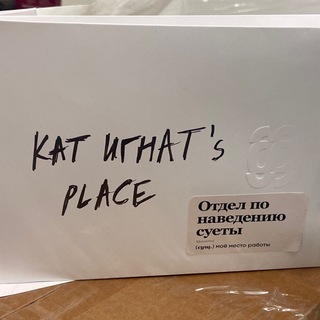 КАТ ИГНАТ's
PLACE
Отдел по
наведению
суеты
(сущ.) моё место работы